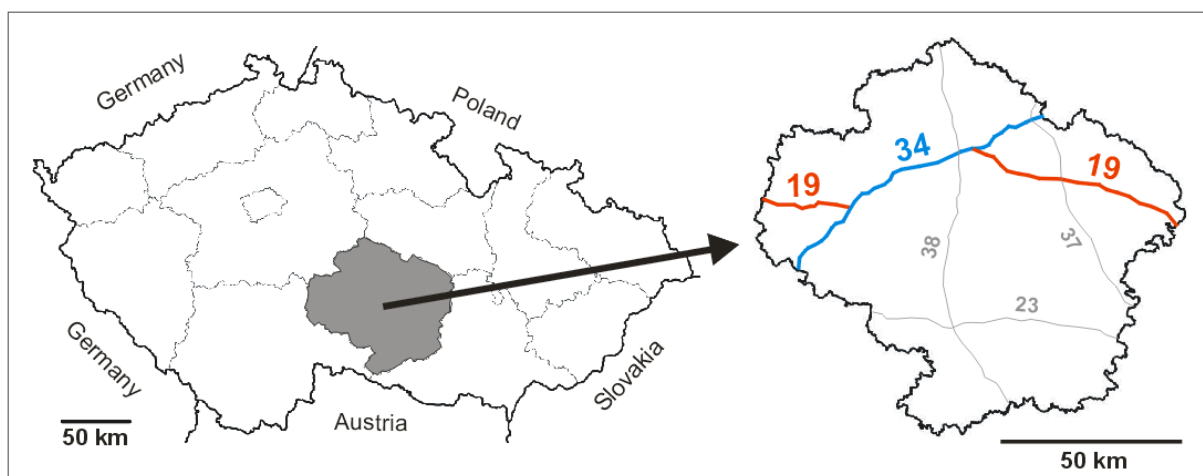 Germany
Poland
Germany
Austria
Slovakia
50 km
34
19
19
38
37
23
50 km